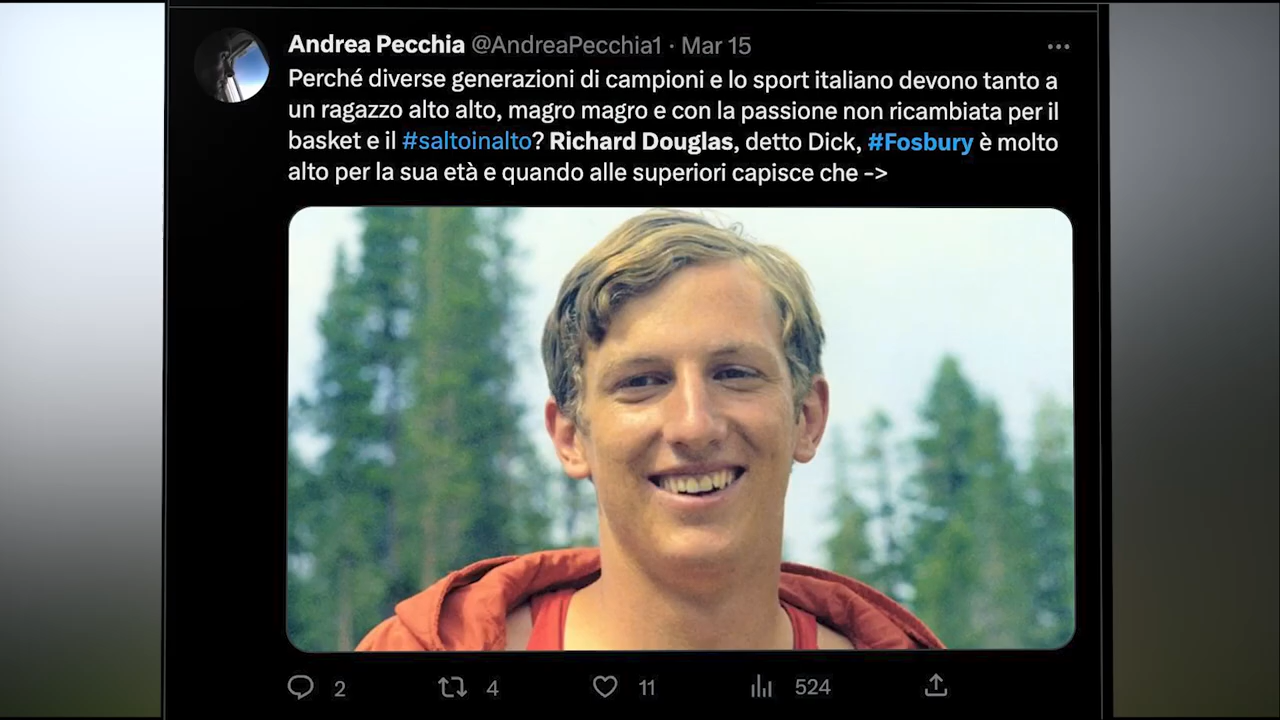 Andrea Pecchia @AndreaPecchia1 · Mar 15
Perché diverse generazioni di campioni e lo sport italiano devono tanto a
un ragazzo alto alto, magro magro e con la passione non ricambiata per il
basket e il #saltoinalto? Richard Douglas, detto Dick, #Fosbury è molto
alto per la sua età e quando alle superiori capisce che ->
2 4 11 524